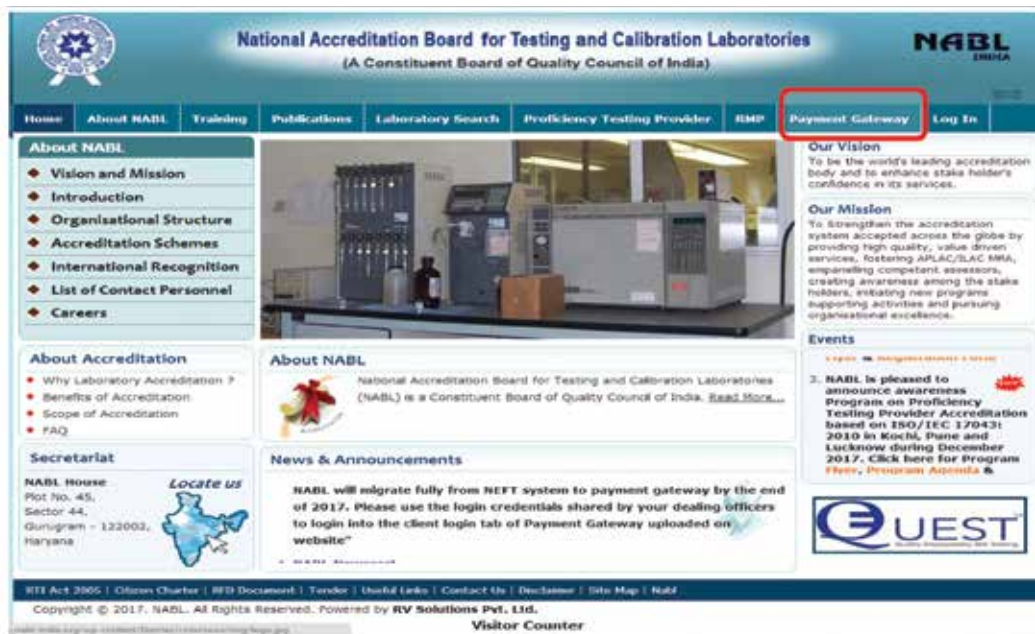 National Accreditation Board for Testing and Calibration Laboratories
(A Constituent Board of Quality Council of India)
NABL
INDIA
Home
About NABL
Training
Publications
Laboratory Search
Proficiency Testing Provider
RMP
Payment Gateway
Log In
About NABL
Vision and Mission
Introduction
Organisational Structure
Accreditation Schemes
International Recognition
List of Contact Personnel
Careers
Our Vision
To be the world's leading accreditation
body and to enhance stake holder's
confidence in its services.
Our Mission
To Strengthen the accreditation
system accepted across the globe by
providing high quality, value driven
services, fostering APLAC/ILAC MRA,
empanelling competent assessors,
creating awareness among the stake
holders, initiating new programs
supporting activities and pursuing
organisational excellence.
About Accreditation
Why Laboratory Accreditation ?
Benefits of Accreditation
Scope of Accreditation
FAQ
About NABL
National Accreditation Board for Testing and Calibration Laboratories
(NABL) is a Constituent Board of Quality Council of India. Read More...
Events
3. NABL is pleased to
announce awareness
Program on Proficiency
Testing Provider Accreditation
based on ISO/IEC 17043:
2010 in Kochi, Pune and
Lucknow during December
2017. Click here for Program
Flyer, Program Agenda &
Secretariat
NABL House
Plot No. 45,
Sector 44,
Gurugram - 122002,
Haryana
Locate us
News & Announcements
NABL will migrate fully from NEFT system to payment gateway by the end
of 2017. Please use the login credentials shared by your dealing officers
to login into the client login tab of Payment Gateway uploaded on
website"
QUEST
RTI Act 2005 | Citizen Charter | RFD Document | Tender | Useful Links | Contact Us | Disclaimer | Site Map | Nabl
Copyright © 2017. NABL. All Rights Reserved. Powered by RV Solutions Pvt. Ltd.
Visitor Counter